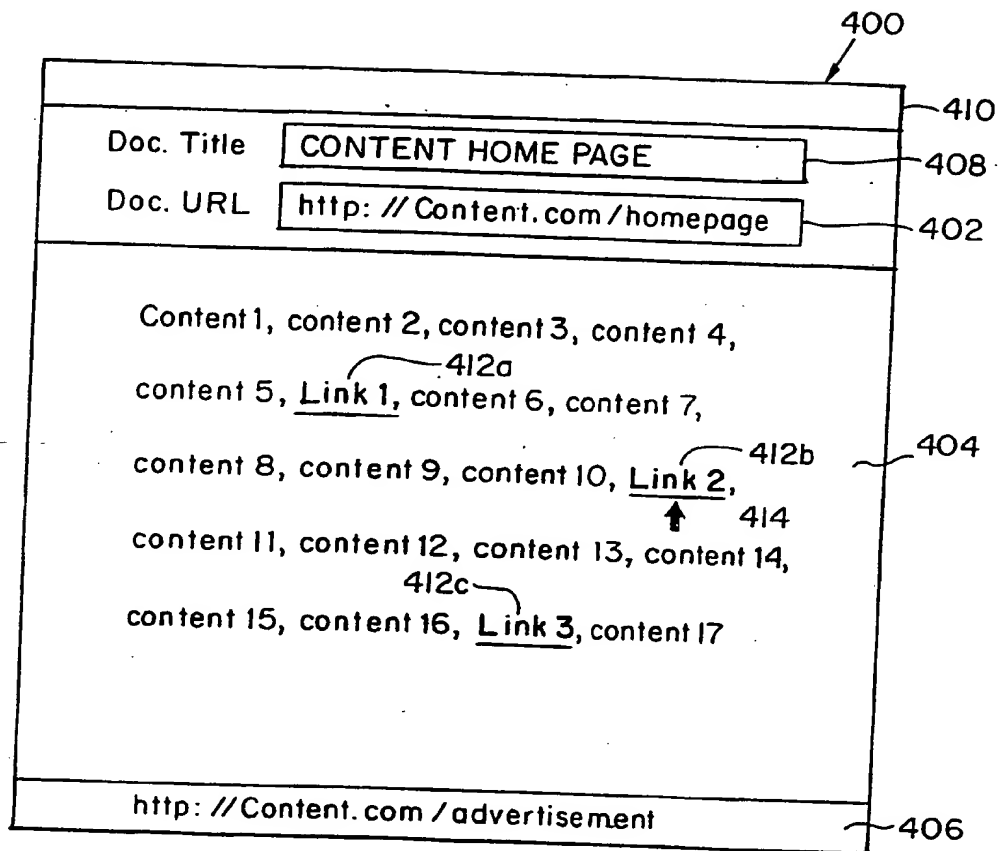 400
410
Doc. Title CONTENT HOME PAGE 408
Doc. URL http: // Content.com /homepage 402
Content 1, content 2, content 3, content 4,
412a
content 5, Link 1, content 6, content 7,
412b
404
content 8, content 9, content 10, Link 2,
414
content 11, content 12, content 13, content 14,
412c
content 15, content 16, Link 3, content 17
http: //Content.com /advertisement 406